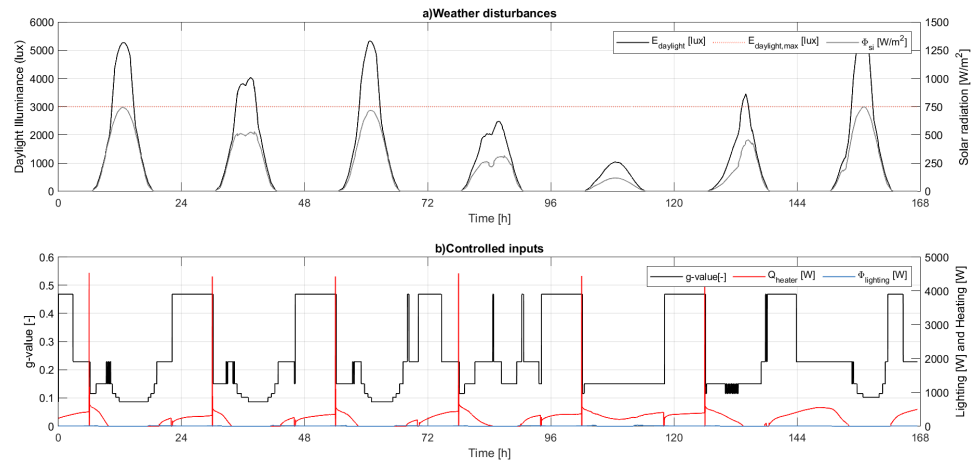 a)Weather disturbances
E_daylight [lux] E_daylight,max [lux] Φ_si [W/m²]
Daylight Illuminance (lux)
6000
5000
4000
3000
2000
1000
0
1500
1250
1000
750
500
250
0
Solar radiation [W/m²]
0 24 48 72 96 120 144 168
Time [h]
b)Controlled inputs
g-value[-] Q_heater [W] Φ_lighting [W]
g-value [-]
0.6
0.5
0.4
0.3
0.2
0.1
0
5000
4000
3000
2000
1000
0
Lighting [W] and Heating [W]
0 24 48 72 96 120 144 168
Time [h]